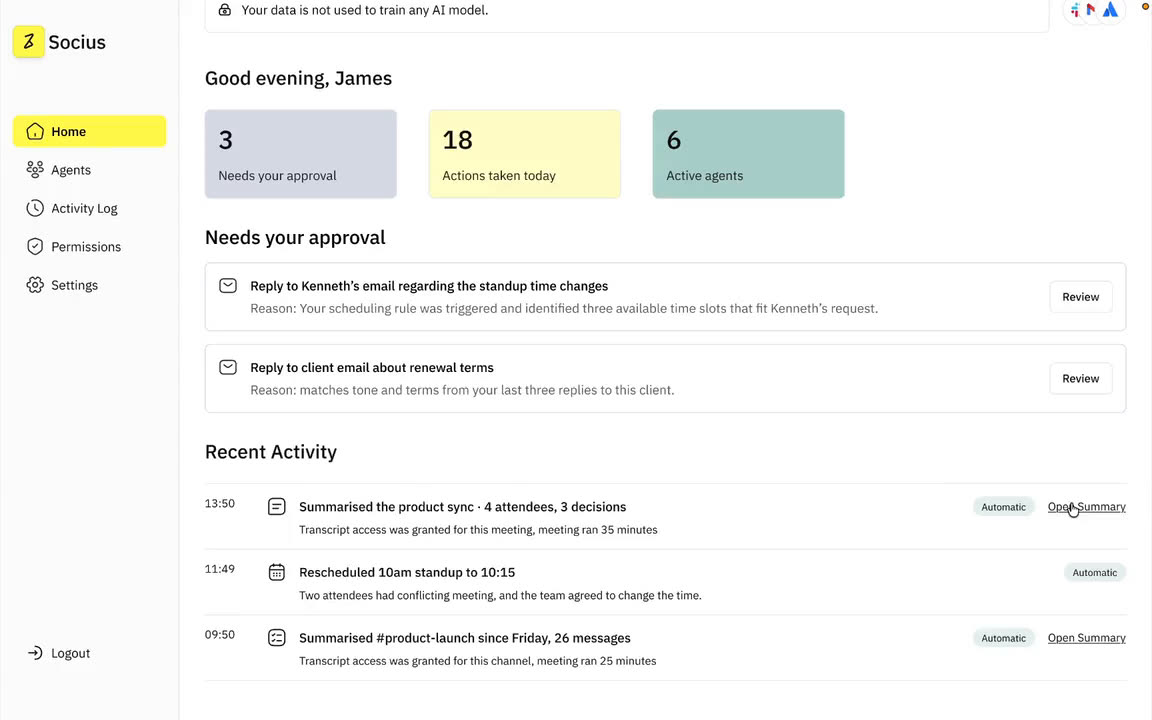 Your data is not used to train any AI model.
Socius
Good evening, James
3
Needs your approval
18
Actions taken today
6
Active agents
Home
Agents
Activity Log
Permissions
Settings
Logout
Needs your approval
Reply to Kenneth’s email regarding the standup time changes
Reason: Your scheduling rule was triggered and identified three available time slots that fit Kenneth’s request.
Review
Reply to client email about renewal terms
Reason: matches tone and terms from your last three replies to this client.
Review
Recent Activity
13:50
Summarised the product sync · 4 attendees, 3 decisions
Transcript access was granted for this meeting, meeting ran 35 minutes
Automatic
Open Summary
11:49
Rescheduled 10am standup to 10:15
Two attendees had conflicting meeting, and the team agreed to change the time.
Automatic
09:50
Summarised #product-launch since Friday, 26 messages
Transcript access was granted for this channel, meeting ran 25 minutes
Automatic
Open Summary